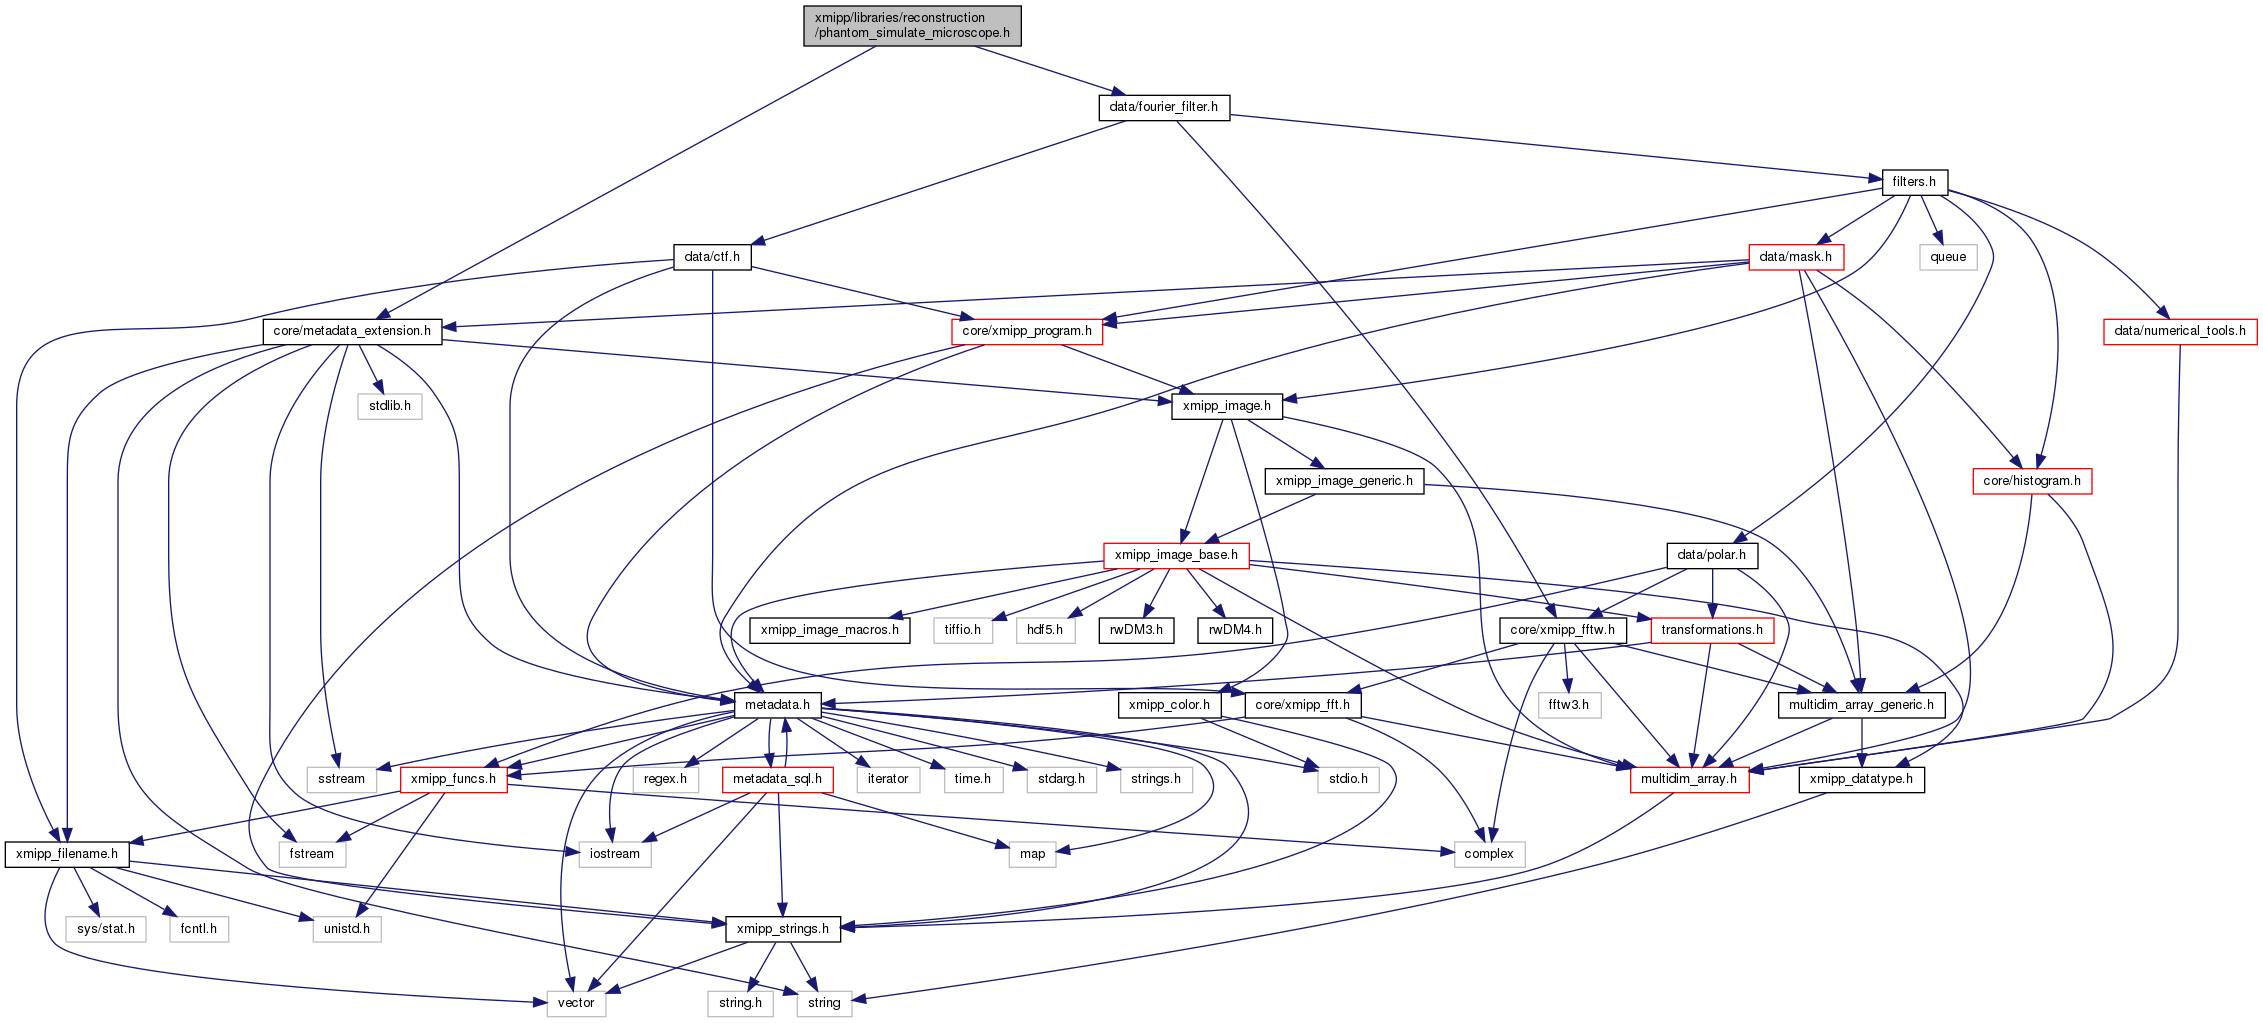 xmipp/libraries/reconstruction
/phantom_simulate_microscope.h
data/fourier_filter.h
filters.h
data/ctf.h
data/mask.h
queue
core/metadata_extension.h
core/xmipp_program.h
data/numerical_tools.h
stdlib.h
xmipp_image.h
xmipp_image_generic.h
core/histogram.h
xmipp_image_base.h
data/polar.h
xmipp_image_macros.h
tiffio.h
hdf5.h
rwDM3.h
rwDM4.h
core/xmipp_fftw.h
transformations.h
metadata.h
xmipp_color.h
core/xmipp_fft.h
fftw3.h
multidim_array_generic.h
sstream
xmipp_funcs.h
regex.h
metadata_sql.h
iterator
time.h
stdarg.h
strings.h
stdio.h
multidim_array.h
xmipp_datatype.h
xmipp_filename.h
fstream
iostream
map
complex
sys/stat.h
fcntl.h
unistd.h
xmipp_strings.h
vector
string.h
string